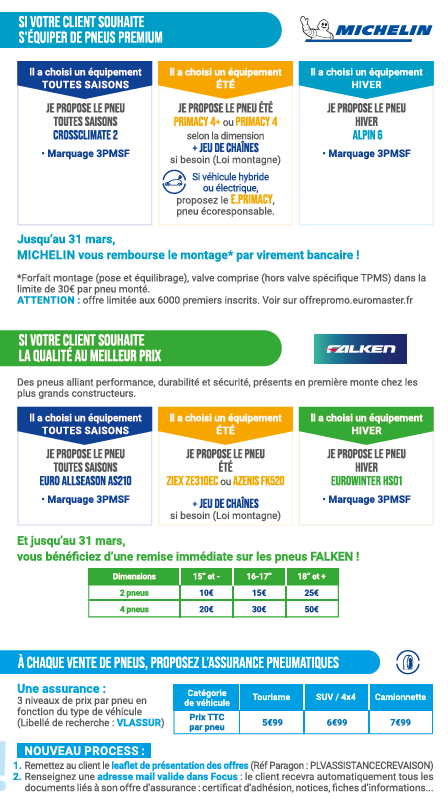 SI VOTRE CLIENT SOUHAITE
S'ÉQUIPER DE PNEUS PREMIUM
MICHELIN
Il a choisi un équipement
TOUTES SAISONS
JE PROPOSE LE PNEU
TOUTES SAISONS
CROSSCLIMATE 2
• Marquage 3PMSF
Il a choisi un équipement
ÉTÉ
JE PROPOSE LE PNEU ÉTÉ
PRIMACY 4+ ou PRIMACY 4
selon la dimension
+ JEU DE CHAÎNES
si besoin (Loi montagne)
Si véhicule hybride
ou électrique,
proposez le E.PRIMACY,
pneu écoresponsable.
Il a choisi un équipement
HIVER
JE PROPOSE LE PNEU
HIVER
ALPIN 6
• Marquage 3PMSF
Jusqu'au 31 mars,
MICHELIN vous rembourse le montage* par virement bancaire !
*Forfait montage (pose et équilibrage), valve comprise (hors valve spécifique TPMS) dans la
limite de 30€ par pneu monté.
ATTENTION : offre limitée aux 6000 premiers inscrits. Voir sur offrepromo.euromaster.fr
SI VOTRE CLIENT SOUHAITE
LA QUALITÉ AU MEILLEUR PRIX
FALKEN
Des pneus alliant performance, durabilité et sécurité, présents en première monte chez les
plus grands constructeurs.
Il a choisi un équipement
TOUTES SAISONS
JE PROPOSE LE PNEU
TOUTES SAISONS
EURO ALLSEASON AS210
• Marquage 3PMSF
Il a choisi un équipement
ÉTÉ
JE PROPOSE LE PNEU
ÉTÉ
ZIEX ZE310EC ou AZENIS FK520
+ JEU DE CHAÎNES
si besoin (Loi montagne)
Il a choisi un équipement
HIVER
JE PROPOSE LE PNEU
HIVER
EUROWINTER HS01
• Marquage 3PMSF
Et jusqu'au 31 mars,
vous bénéficiez d'une remise immédiate sur les pneus FALKEN !
Dimensions 15" et - 16-17" 18" et +
2 pneus 10€ 15€ 25€
4 pneus 20€ 30€ 50€
À CHAQUE VENTE DE PNEUS, PROPOSEZ L'ASSURANCE PNEUMATIQUES
Une assurance :
3 niveaux de prix par pneu en
fonction du type de véhicule
(Libellé de recherche : VLASSUR)
Catégorie
de véhicule Tourisme SUV / 4x4 Camionnette
Prix TTC
par pneu 5€99 6€99 7€99
!
NOUVEAU PROCESS :
1. Remettez au client le leaflet de présentation des offres (Réf Paragon : PLVASSISTANCECREVAISON)
2. Renseignez une adresse mail valide dans Focus : le client recevra automatiquement tous les
documents liés à son offre d'assurance : certificat d'adhésion, notices, fiches d'informations...